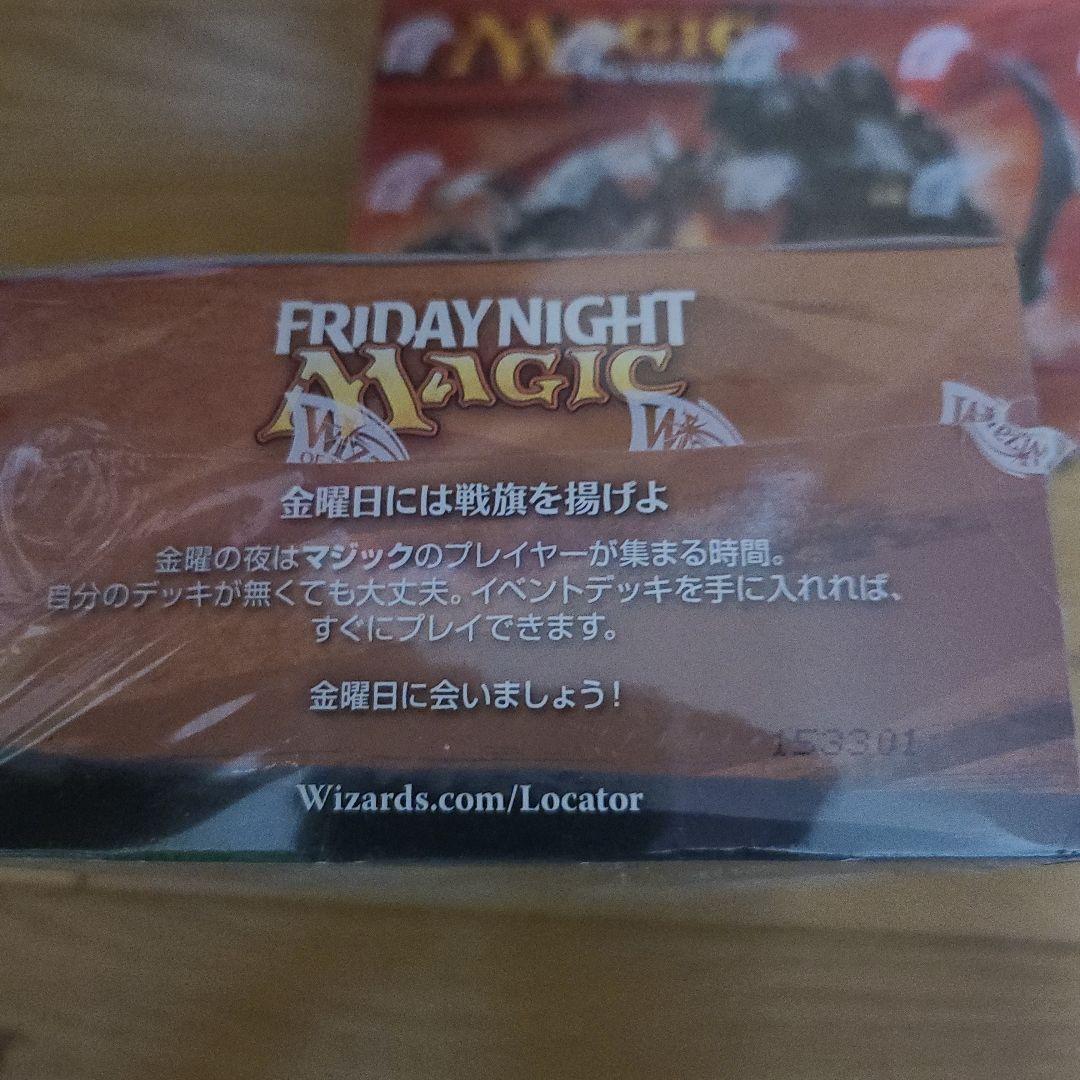 MAGIC
FRIDAY NIGHT
MAGIC
金曜日には戦旗を揚げよ
金曜の夜はマジックのプレイヤーが集まる時間。
自分のデッキが無くても大丈夫。イベントデッキを手に入れれば、
すぐにプレイできます。
金曜日に会いましょう!
153301
Wizards.com/Locator